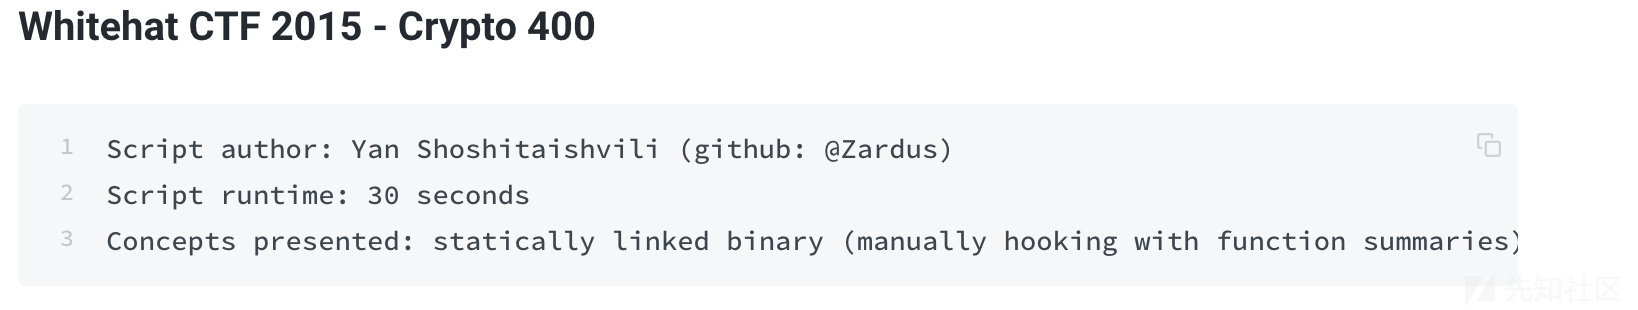 Whitehat CTF 2015 - Crypto 400
1 Script author: Yan Shoshitaishvili (github: @Zardus)
2 Script runtime: 30 seconds
3 Concepts presented: statically linked binary (manually hooking with function summaries)
先知社区